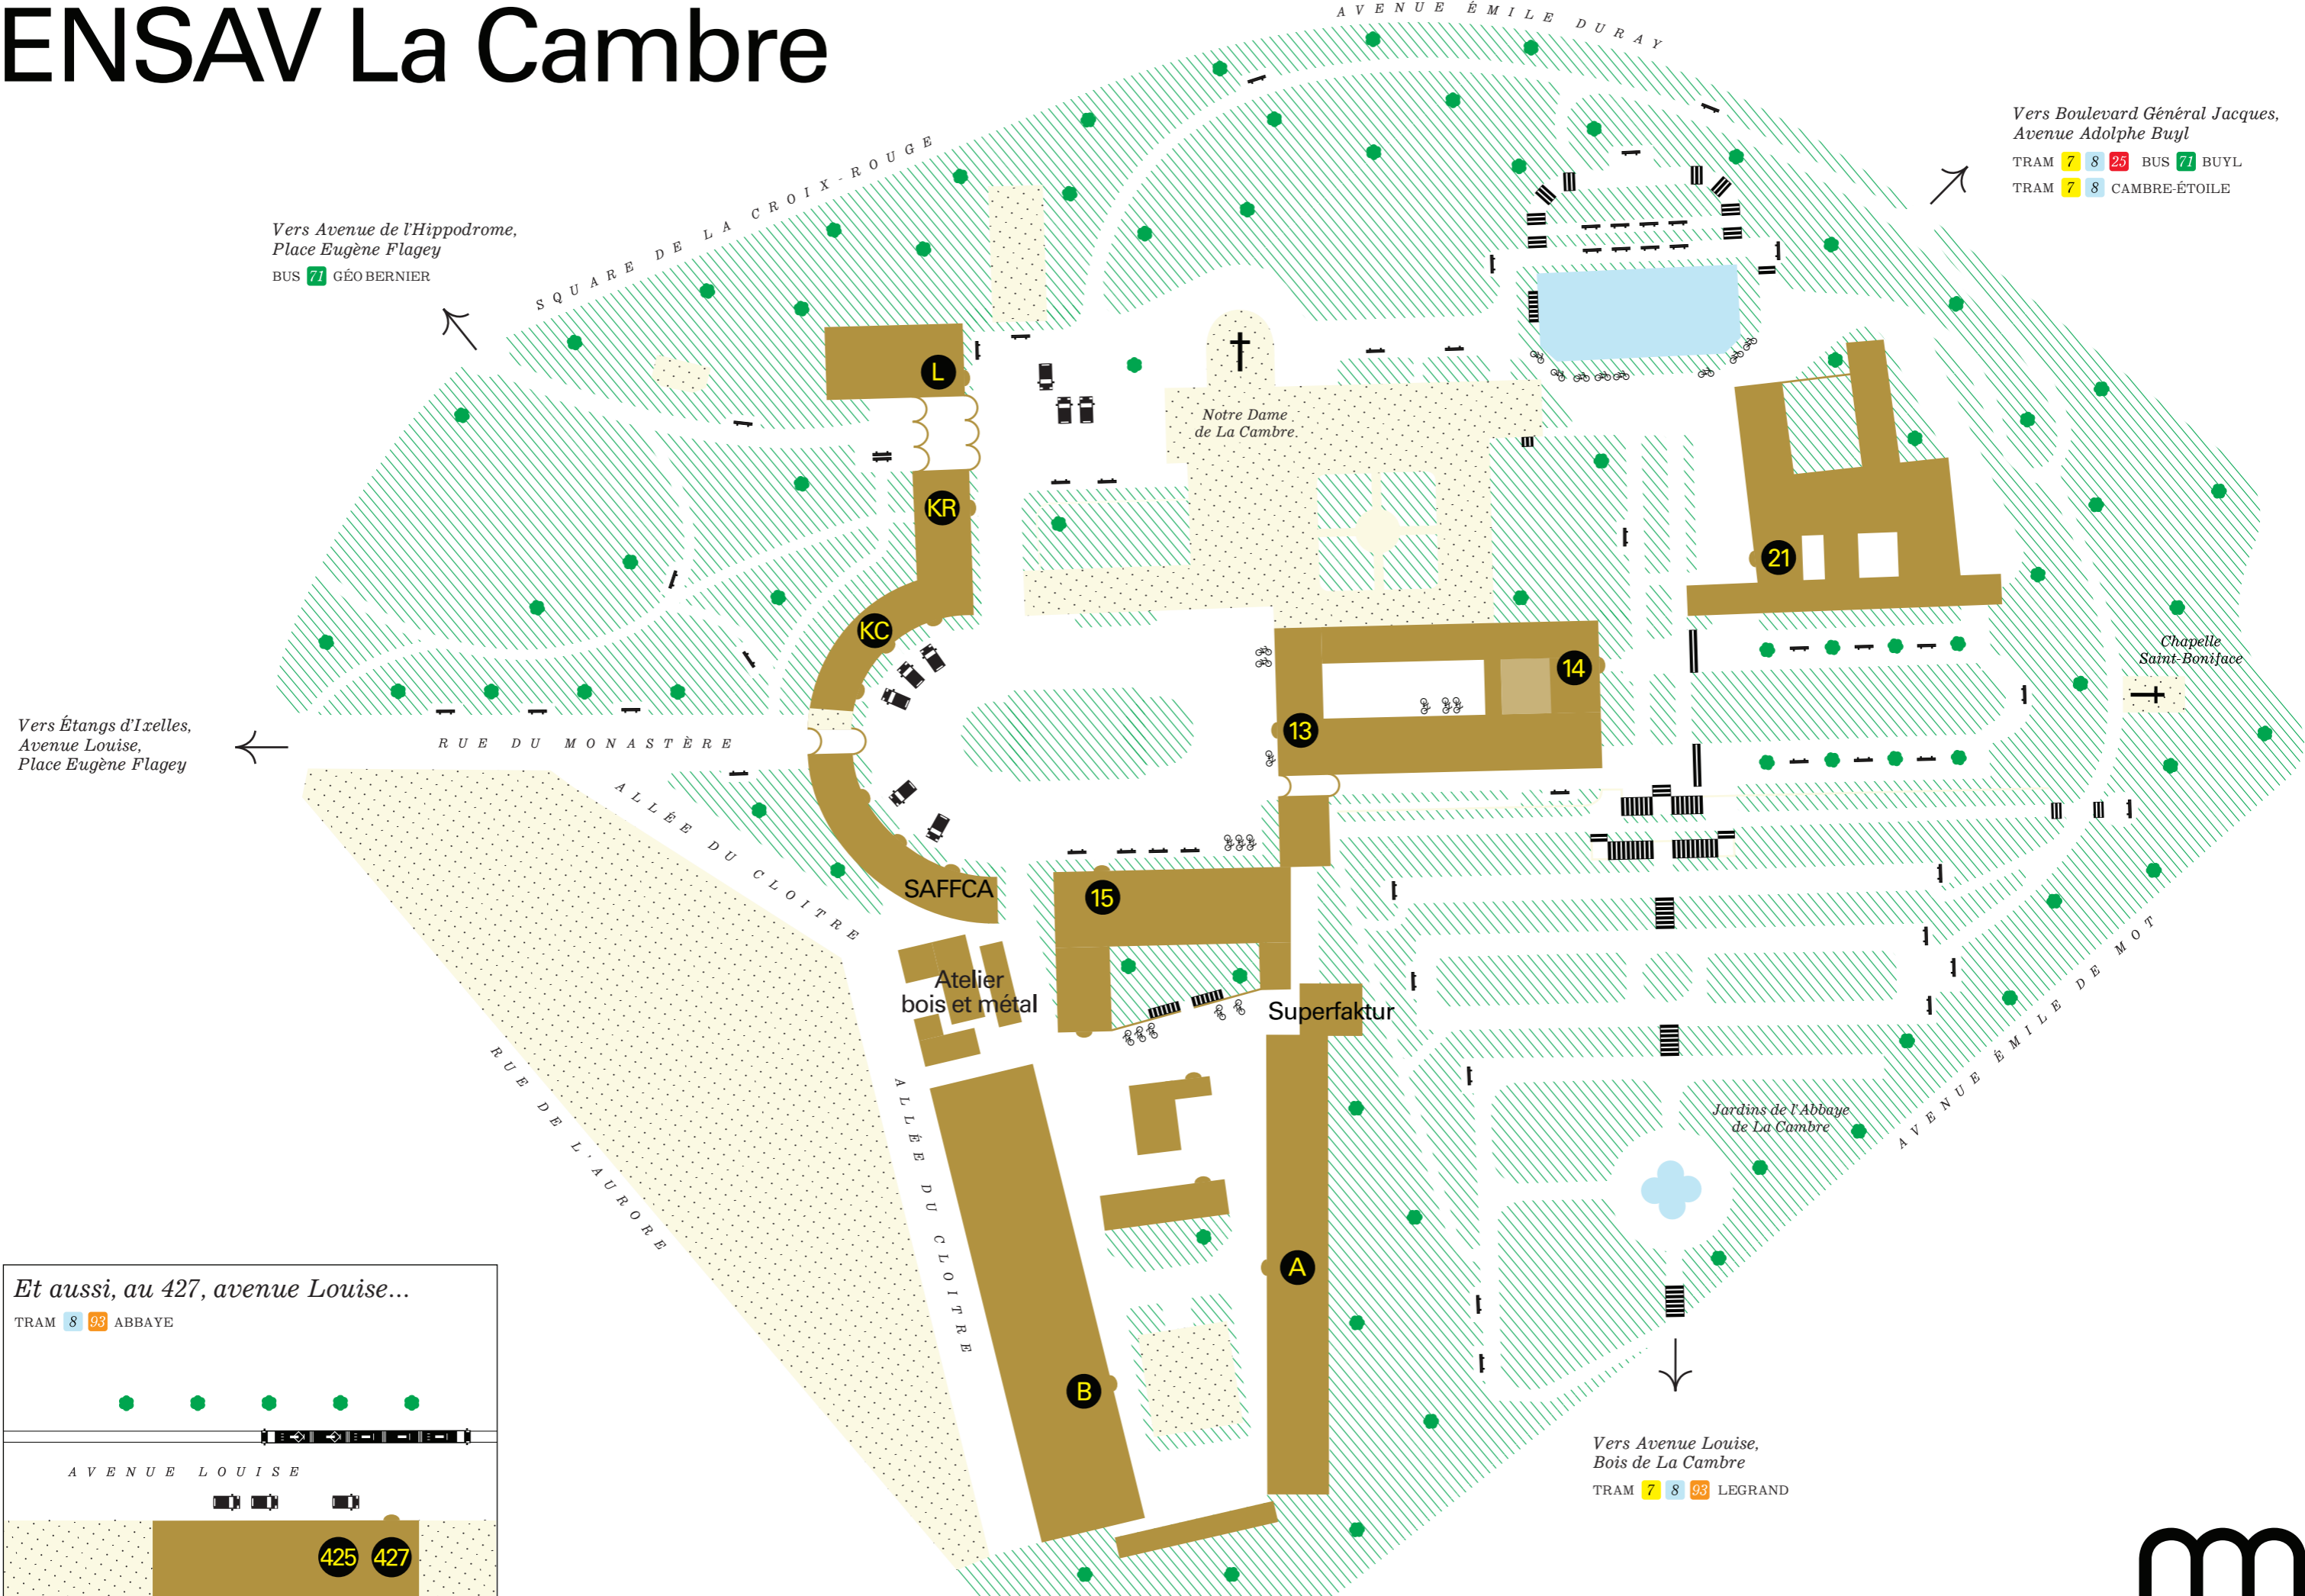 ENSAV La Cambre
AVENUE ÉMILE DURAY
Vers Boulevard Général Jacques,
Avenue Adolphe Buyl
TRAM 7 8 25 BUS 71 BUYL
TRAM 7 8 CAMBRE-ÉTOILE
SQUARE DE LA CROIX-ROUGE
Vers Avenue de l'Hippodrome,
Place Eugène Flagey
BUS 71 GÉO BERNIER
L
Notre Dame
de La Cambre.
KR
21
KC
Chapelle
Saint-Boniface
14
13
Vers Étangs d'Ixelles,
Avenue Louise,
Place Eugène Flagey
RUE DU MONASTÈRE
ALLÉE DU CLOITRE
SAFFCA
15
Atelier
bois et métal
Superfaktur
AVENUE ÉMILE DE MOT
RUE DE L'AURORE
ALLÉE DU CLOITRE
Jardins de l'Abbaye
de La Cambre
A
B
Et aussi, au 427, avenue Louise...
TRAM 8 93 ABBAYE
AVENUE LOUISE
425 427
Vers Avenue Louise,
Bois de La Cambre
TRAM 7 8 93 LEGRAND